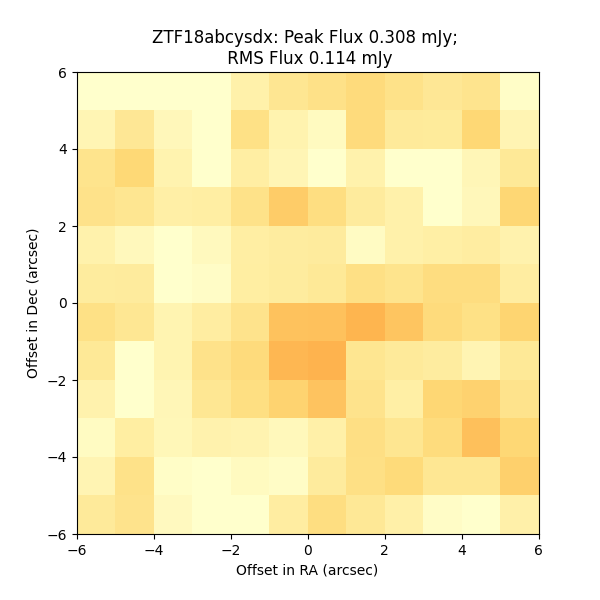 ZTF18abcysdx: Peak Flux 0.308 mJy;
RMS Flux 0.114 mJy
6
4
2
0
−2
−4
−6
Offset in Dec (arcsec)
−6 −4 −2 0 2 4 6
Offset in RA (arcsec)